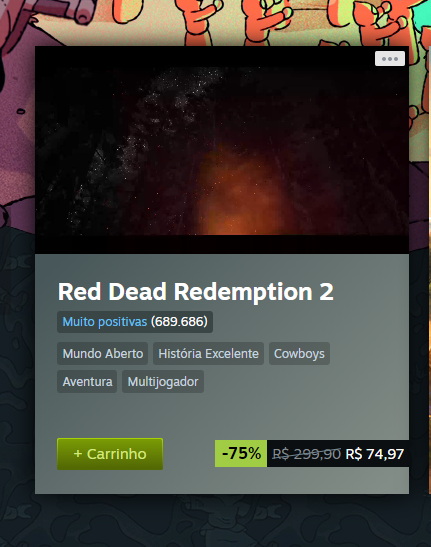 Red Dead Redemption 2
Muito positivas (689.686)
Mundo Aberto História Excelente Cowboys
Aventura Multijogador
+ Carrinho -75% R$ 299,90 R$ 74,97